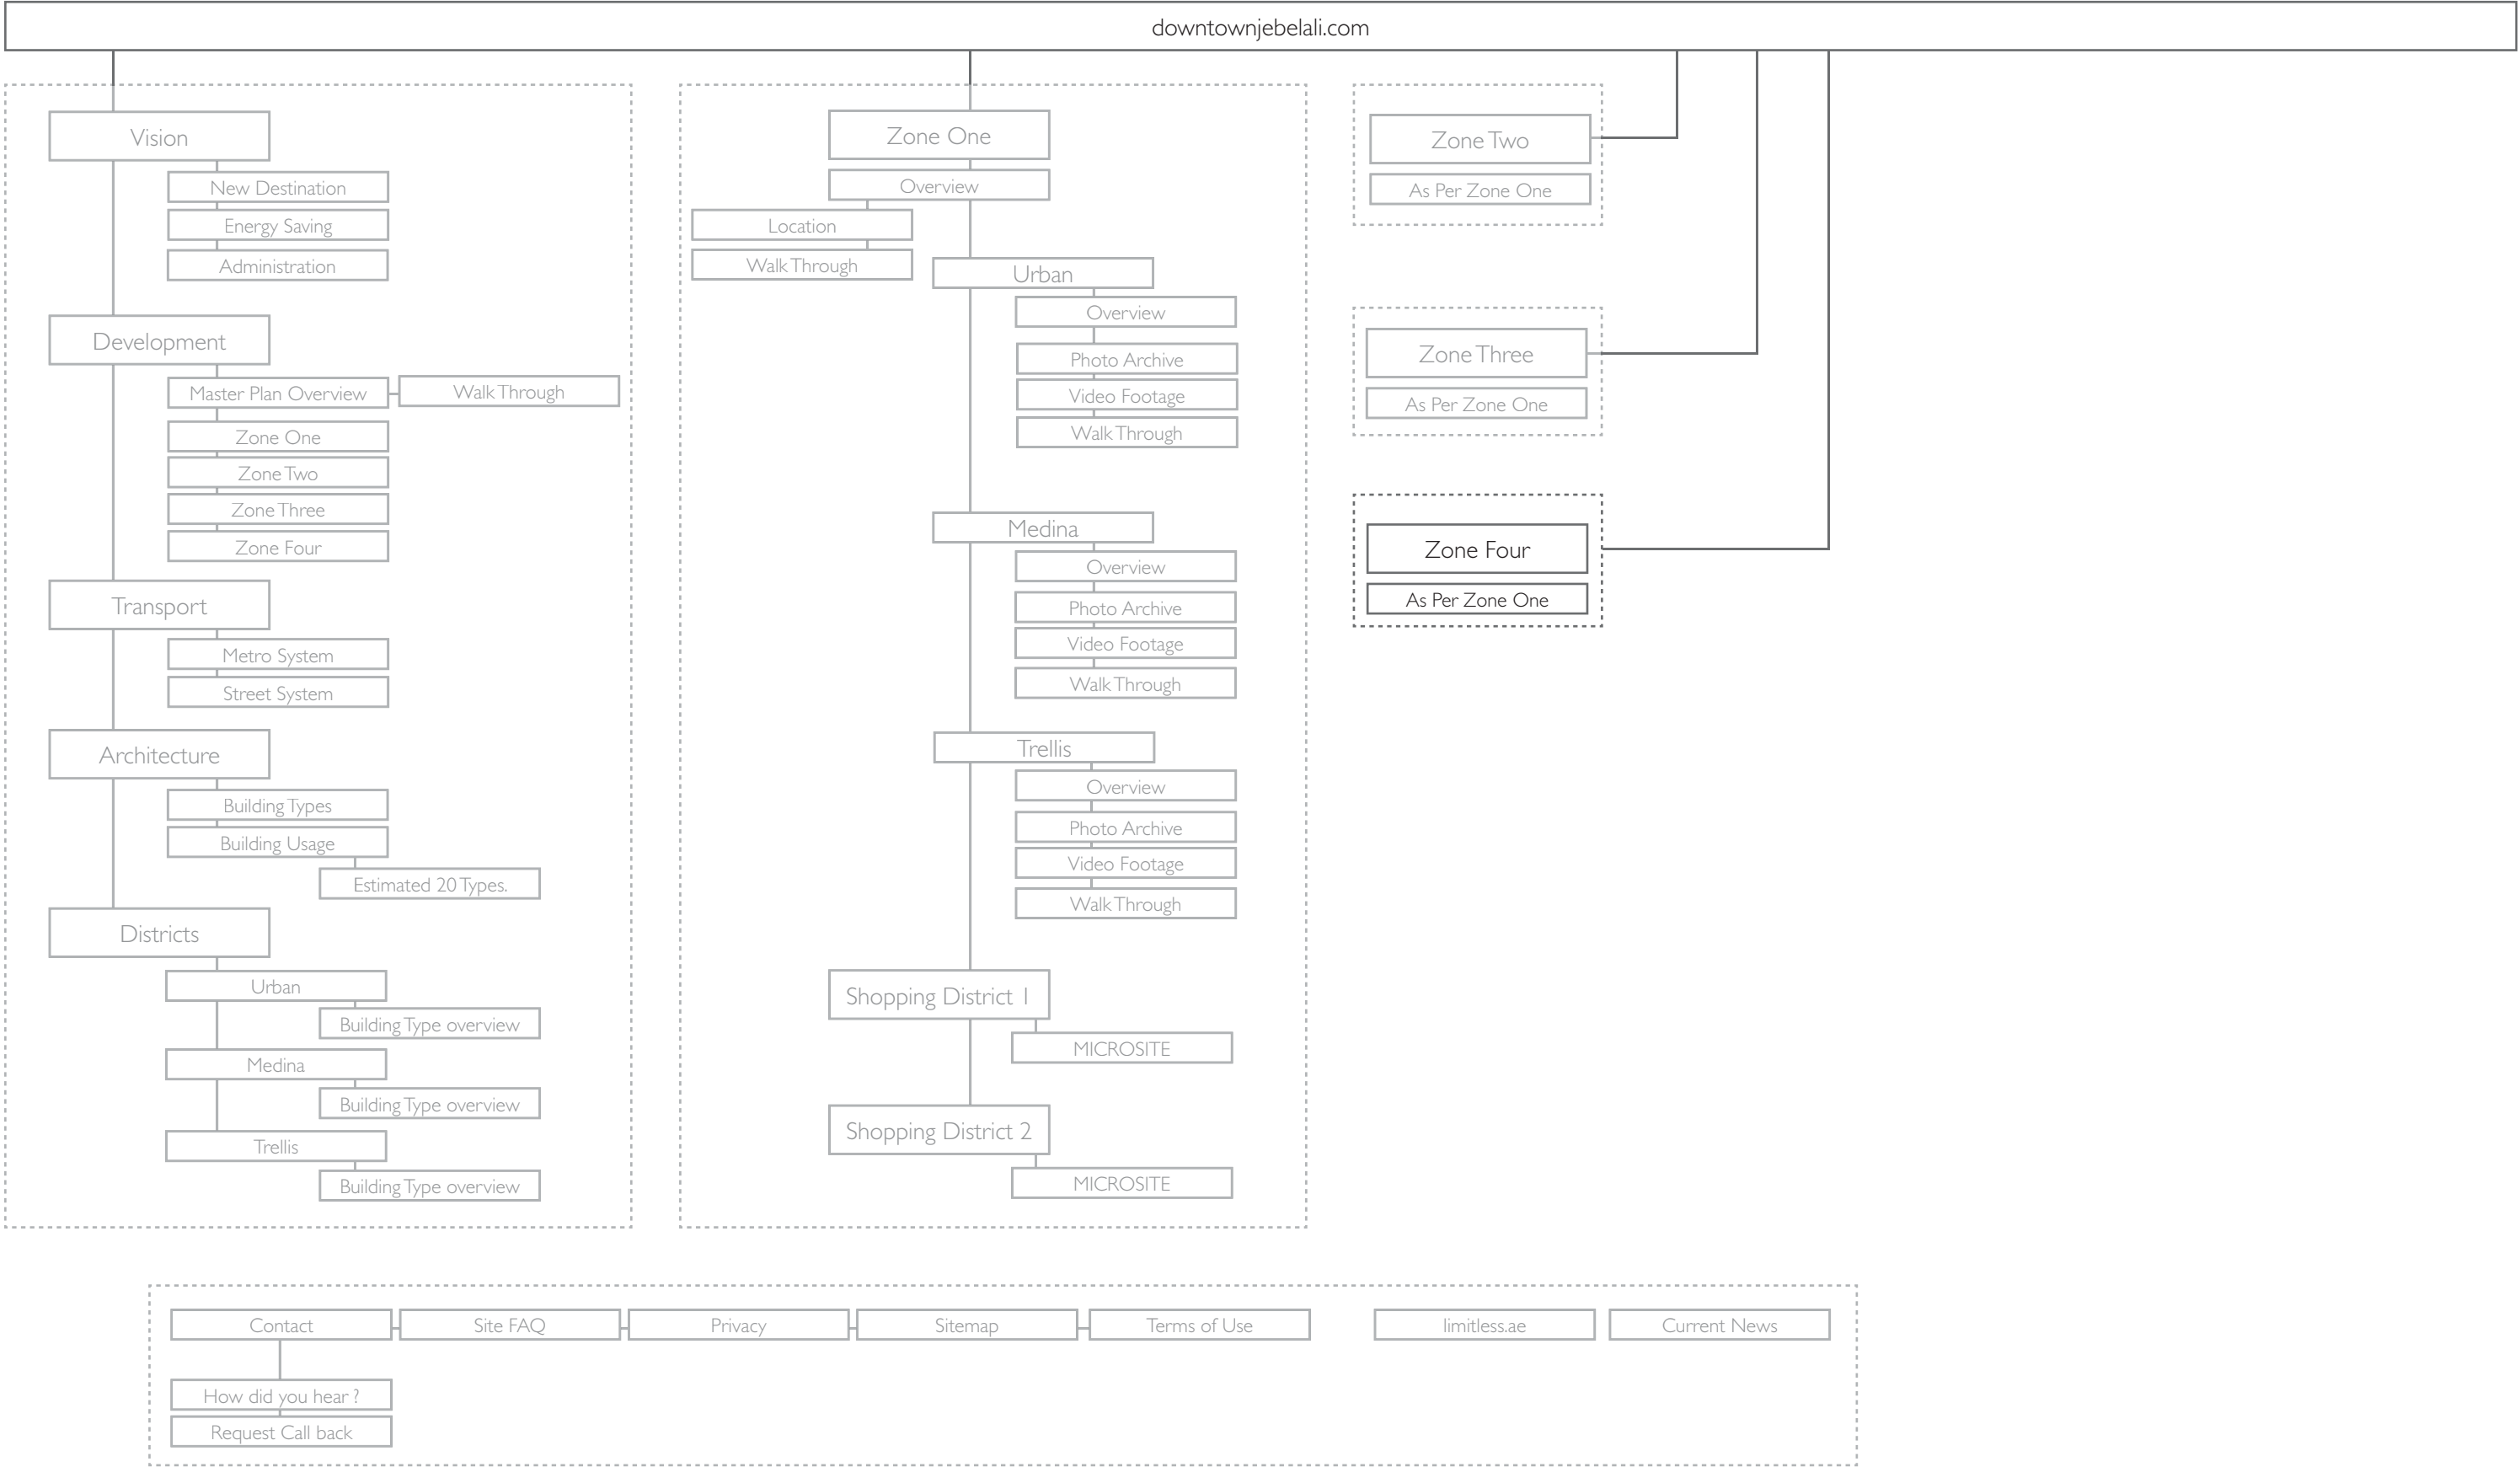 downtownjebelali.com
Vision
New Destination
Energy Saving
Administration
Development
Master Plan Overview
Walk Through
Zone One
Zone Two
Zone Three
Zone Four
Transport
Metro System
Street System
Architecture
Building Types
Building Usage
Estimated 20 Types.
Districts
Urban
Building Type overview
Medina
Building Type overview
Trellis
Building Type overview
Zone One
Overview
Location
Walk Through
Urban
Overview
Photo Archive
Video Footage
Walk Through
Medina
Overview
Photo Archive
Video Footage
Walk Through
Trellis
Overview
Photo Archive
Video Footage
Walk Through
Shopping District 1
MICROSITE
Shopping District 2
MICROSITE
Zone Two
As Per Zone One
Zone Three
As Per Zone One
Zone Four
As Per Zone One
Contact
Site FAQ
Privacy
Sitemap
Terms of Use
limitless.ae
Current News
How did you hear ?
Request Call back